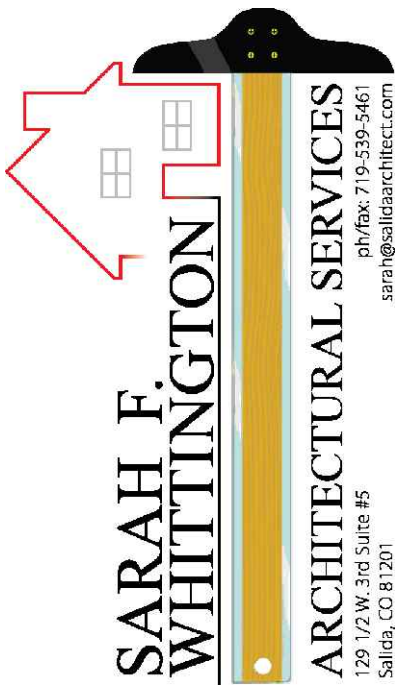 SARAH F.
WHITTINGTON
ARCHITECTURAL SERVICES
129 1/2 W. 3rd Suite #5
Salida, CO 81201
ph/fax: 719-539-5461
sarah@salidaarchitect.com